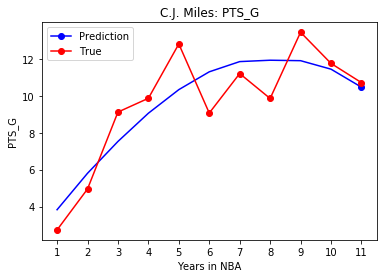 C.J. Miles: PTS_G
Prediction
True
PTS_G
12
10
8
6
4
1 2 3 4 5 6 7 8 9 10 11
Years in NBA